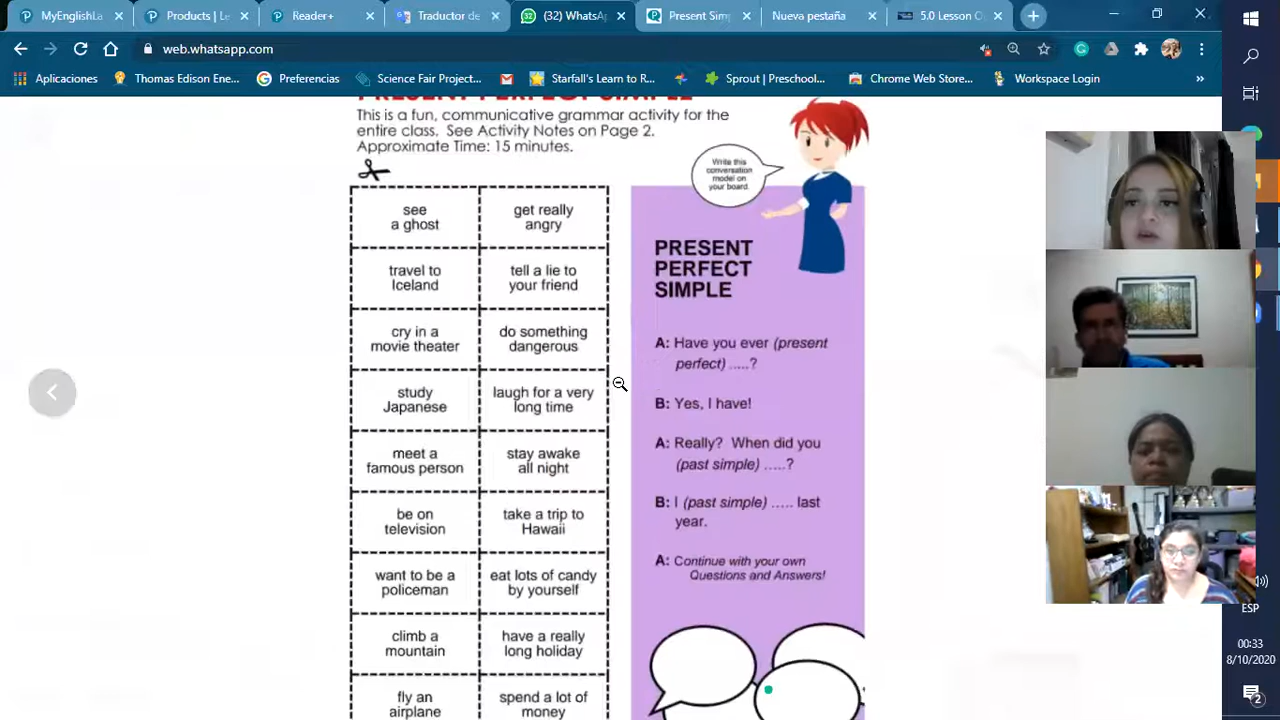 MyEnglishLa
Products | Le
Reader+
Traductor de
(32) WhatsA
Present Sim
Nueva pestaña
5.0 Lesson O
web.whatsapp.com
Aplicaciones
Thomas Edison Ene...
Preferencias
Science Fair Project...
Starfall's Learn to R...
Sprout | Preschool...
Chrome Web Store...
Workspace Login
»
PRESENT PERFECT SIMPLE
This is a fun, communicative grammar activity for the
entire class. See Activity Notes on Page 2.
Approximate Time: 15 minutes.
Write this
conversation
model on
your board.
see
a ghost
get really
angry
travel to
Iceland
tell a lie to
your friend
cry in a
movie theater
do something
dangerous
study
Japanese
laugh for a very
long time
meet a
famous person
stay awake
all night
be on
television
take a trip to
Hawaii
want to be a
policeman
eat lots of candy
by yourself
climb a
mountain
have a really
long holiday
fly an
airplane
spend a lot of
money
PRESENT
PERFECT
SIMPLE
A: Have you ever (present
perfect) .....?
B: Yes, I have!
A: Really? When did you
(past simple) .....?
B: I (past simple) ..... last
year.
A: Continue with your own
Questions and Answers!
ESP
00:33
8/10/2020
2